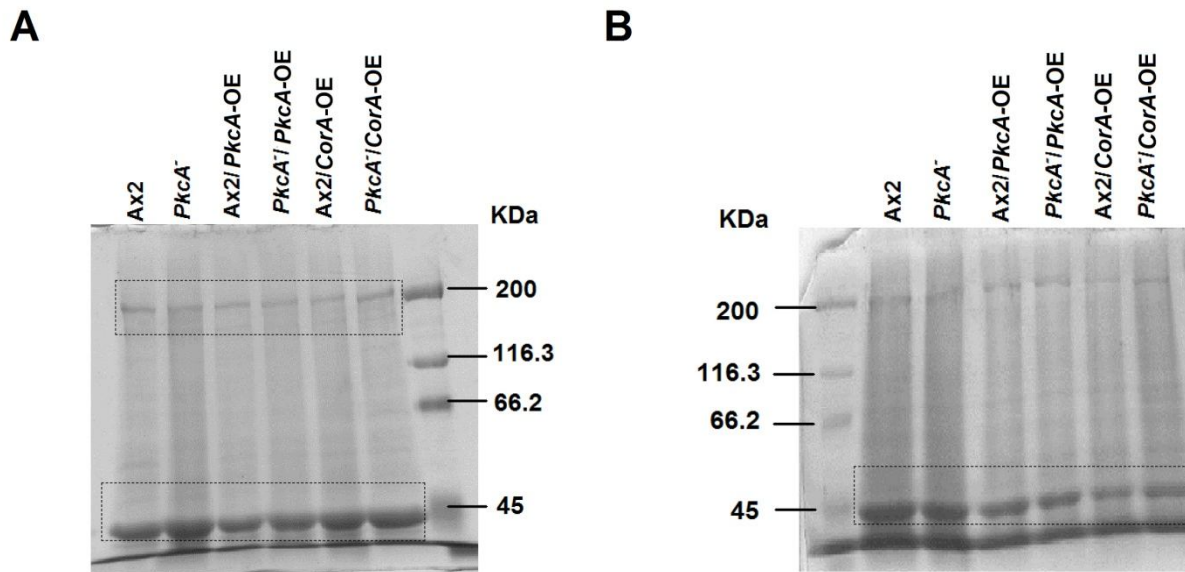 A
Ax2
PkcA-
Ax2/PkcA-OE
PkcA-/PkcA-OE
Ax2/CorA-OE
PkcA-/CorA-OE
KDa
200
116.3
66.2
45
B
Ax2
PkcA-
Ax2/PkcA-OE
PkcA-/PkcA-OE
Ax2/CorA-OE
PkcA-/CorA-OE
KDa
200
116.3
66.2
45